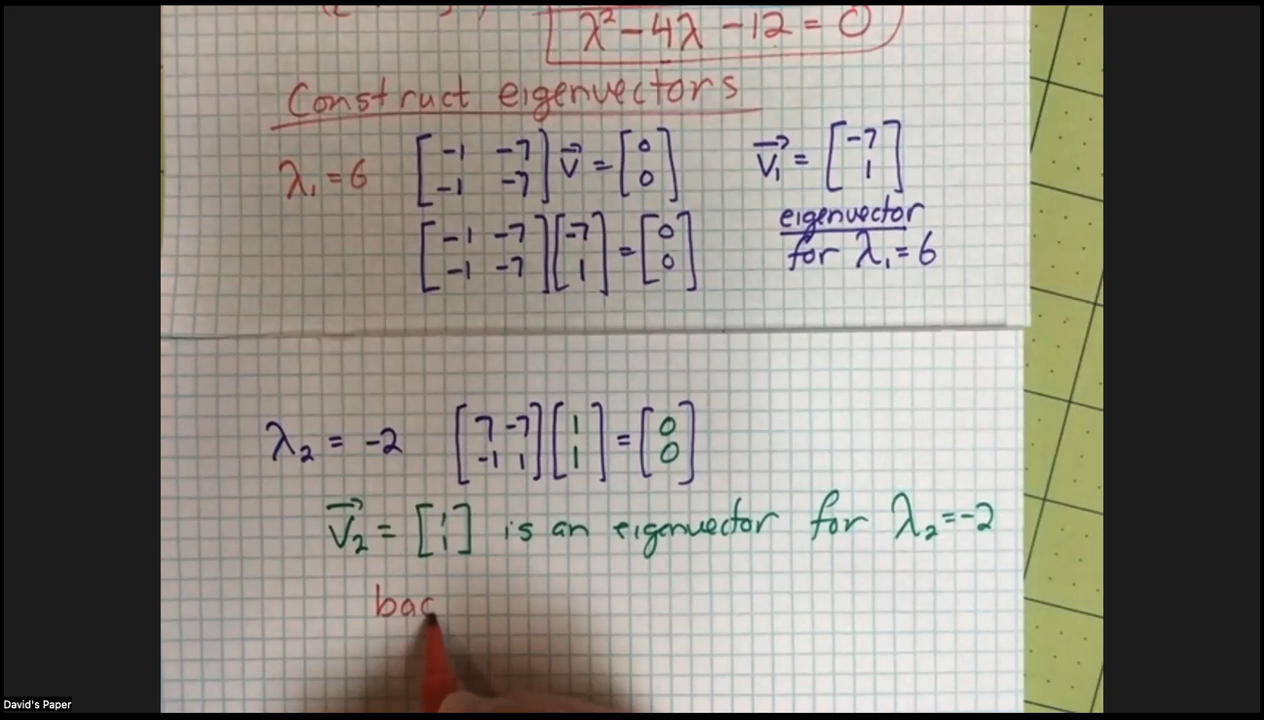 λ² - 4λ - 12 = 0
Construct eigenvectors
λ₁ = 6 [-1 -7; -1 -7] v⃗ = [0; 0] v⃗₁ = [-7; 1]
[-1 -7; -1 -7] [-7; 1] = [0; 0]
eigenvector
for λ₁ = 6
λ₂ = -2 [7 -7; -1 1] [1; 1] = [0; 0]
v⃗₂ = [1; 1] is an eigenvector for λ₂ = -2
bac
David's Paper